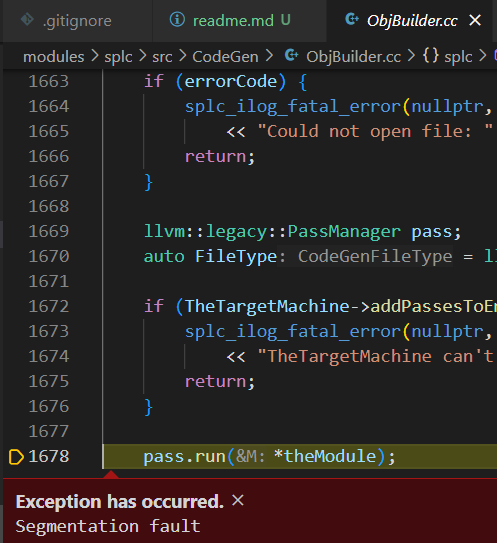 .gitignore readme.md U ObjBuilder.cc ×
modules > splc > src > CodeGen > ObjBuilder.cc > {} splc >
1663 if (errorCode) {
1664 splc_ilog_fatal_error(nullptr,
1665 << "Could not open file: "
1666 return;
1667 }
1668
1669 llvm::legacy::PassManager pass;
1670 auto FileType: CodeGenFileType = ll
1671
1672 if (TheTargetMachine->addPassesToEm
1673 splc_ilog_fatal_error(nullptr,
1674 << "TheTargetMachine can't
1675 return;
1676 }
1677
1678 pass.run(&M: *theModule);
Exception has occurred. ×
Segmentation fault